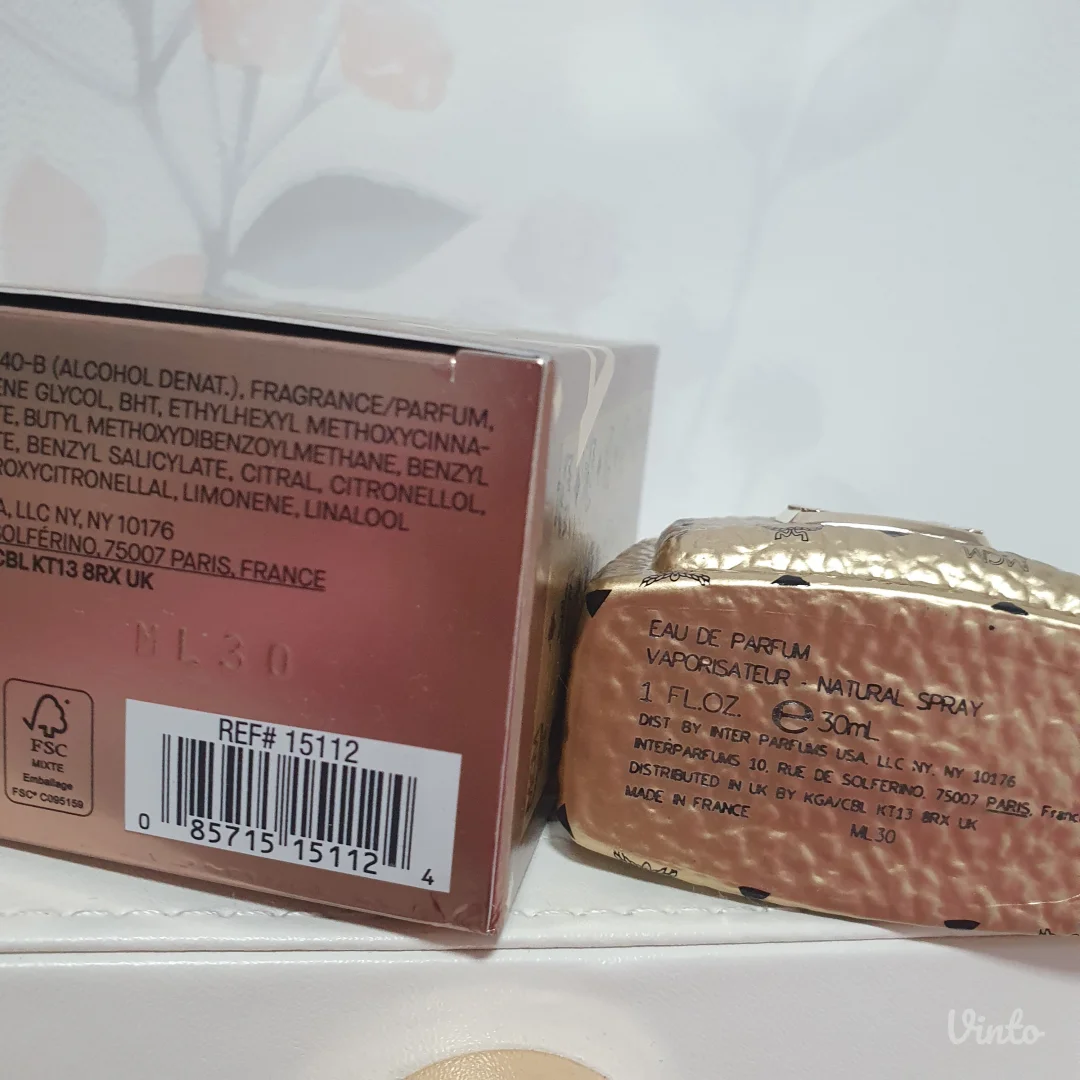 40-B (ALCOHOL DENAT.), FRAGRANCE/PARFUM,
ENE GLYCOL, BHT, ETHYLHEXYL METHOXYCINNA-
TE, BUTYL METHOXYDIBENZOYLMETHANE, BENZYL
TE, BENZYL SALICYLATE, CITRAL, CITRONELLOL,
ROXYCITRONELLAL, LIMONENE, LINALOOL
A, LLC NY, NY 10176
SOLFÉRINO, 75007 PARIS, FRANCE
CBL KT13 8RX UK
ML30
FSC
MIXTE
Emballage
FSC® C095159
REF# 15112
0 85715 15112 4
MCM
EAU DE PARFUM
VAPORISATEUR - NATURAL SPRAY
1 FL.OZ. e 30mL
DIST BY INTER PARFUMS USA, LLC NY, NY 10176
INTERPARFUMS 10, RUE DE SOLFERINO, 75007 PARIS, Franc
DISTRIBUTED IN UK BY KGA/CBL KT13 8RX UK
MADE IN FRANCE
ML30
Vinto